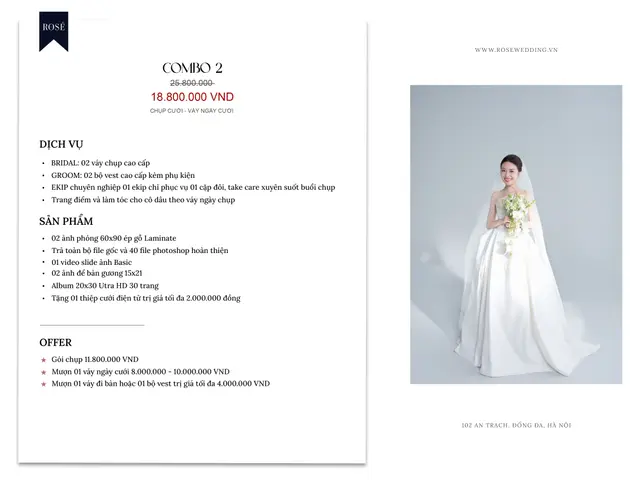 ROSÉ
COMBO 2
25.800.000
18.800.000 VND
CHỤP CƯỚI - VÁY NGÀY CƯỚI
DỊCH VỤ
• BRIDAL: 02 váy chụp cao cấp
• GROOM: 02 bộ vest cao cấp kèm phụ kiện
• EKIP chuyên nghiệp 01 ekip chỉ phục vụ 01 cặp đôi, take care xuyên suốt buổi chụp
• Trang điểm và làm tóc cho cô dâu theo váy ngày chụp
SẢN PHẨM
• 02 ảnh phóng 60x90 ép gỗ Laminate
• Trả toàn bộ file gốc và 40 file photoshop hoàn thiện
• 01 video slide ảnh Basic
• 02 ảnh để bàn gương 15x21
• Album 20x30 Utra HD 30 trang
• Tặng 01 thiệp cưới điện tử trị giá tối đa 2.000.000 đồng
OFFER
★ Gói chụp 11.800.000 VND
★ Mượn 01 váy ngày cưới 8.000.000 - 10.000.000 VND
★ Mượn 01 váy đi bàn hoặc 01 bộ vest trị giá tối đa 4.000.000 VND
WWW.ROSEWEDDING.VN
102 AN TRẠCH, ĐỐNG ĐA, HÀ NỘI